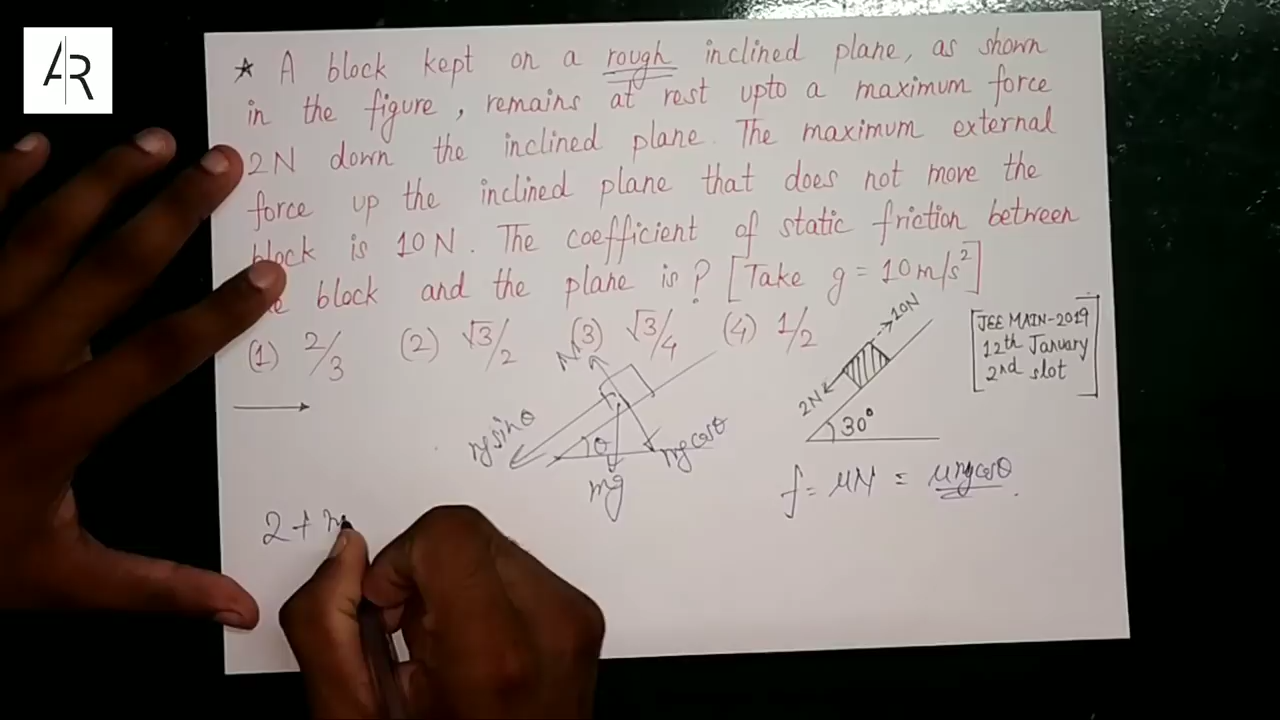 AR
★ A block kept on a rough inclined plane, as shown
in the figure, remains at rest upto a maximum force
2N down the inclined plane. The maximum external
force up the inclined plane that does not move the
block is 10 N. The coefficient of static friction between
block and the plane is? [Take g = 10 m/s²]
(1) 2/3 (2) √3/2 (3) √3/4 (4) 1/2
[JEE MAIN-2019
12th January
2nd slot]
10N
2N
30°
N
mg sinθ
θ
mg cosθ
mg
f = μN = μmg cosθ
2 + m